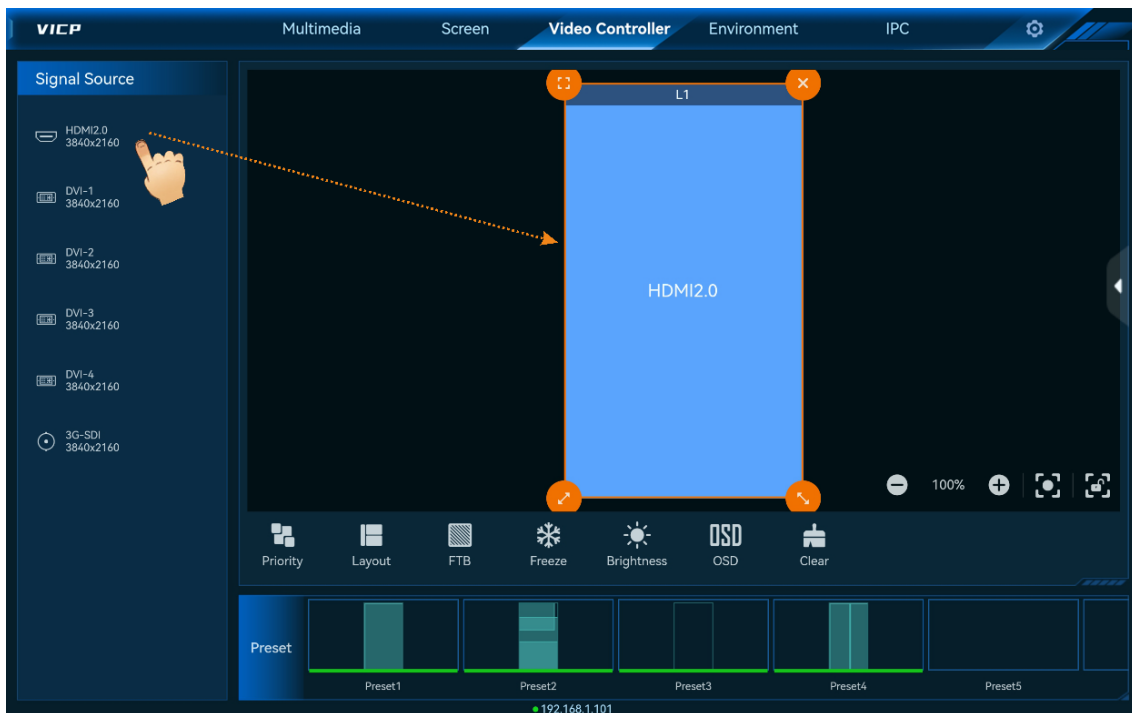 VICP
Multimedia
Screen
Video Controller
Environment
IPC
Signal Source
HDMI2.0
3840x2160
DVI-1
3840x2160
DVI-2
3840x2160
DVI-3
3840x2160
DVI-4
3840x2160
3G-SDI
3840x2160
L1
HDMI2.0
100%
Priority
Layout
FTB
Freeze
Brightness
OSD
OSD
Clear
Preset
Preset1
Preset2
Preset3
Preset4
Preset5
192.168.1.101